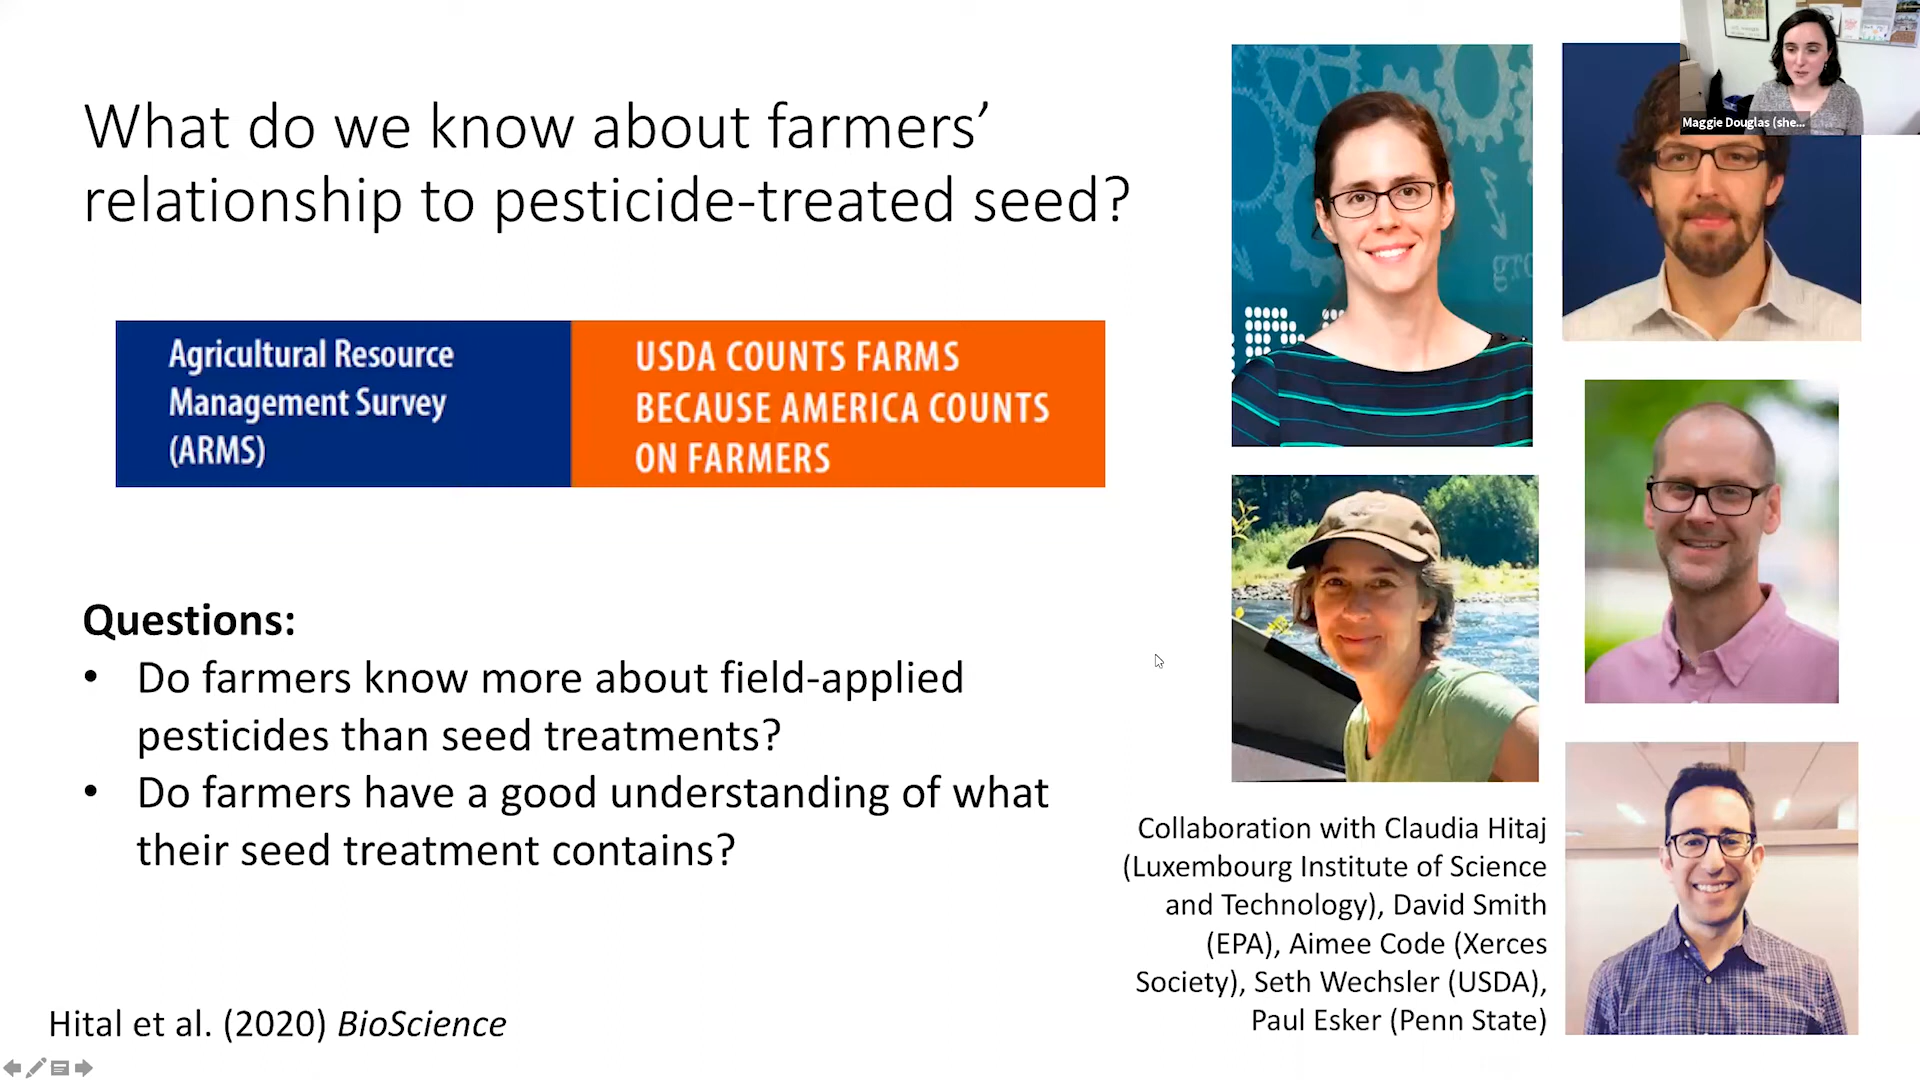 What do we know about farmers’
relationship to pesticide-treated seed?
Agricultural Resource
Management Survey
(ARMS)
USDA COUNTS FARMS
BECAUSE AMERICA COUNTS
ON FARMERS
Questions:
• Do farmers know more about field-applied
pesticides than seed treatments?
• Do farmers have a good understanding of what
their seed treatment contains?
Hital et al. (2020) BioScience
Maggie Douglas (she...
Collaboration with Claudia Hitaj
(Luxembourg Institute of Science
and Technology), David Smith
(EPA), Aimee Code (Xerces
Society), Seth Wechsler (USDA),
Paul Esker (Penn State)